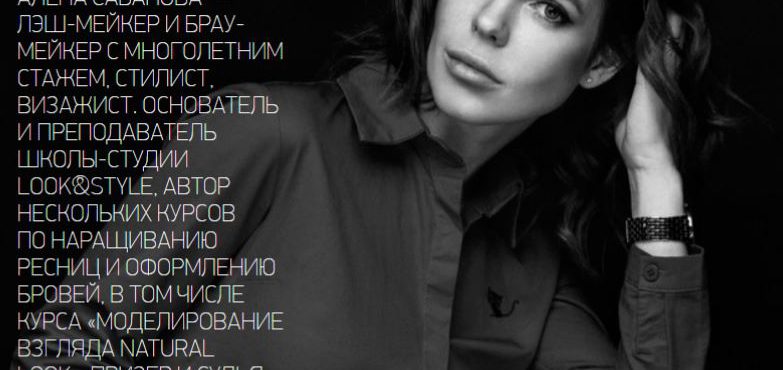 ЛЭШ-МЕЙКЕР И БРАУ-
МЕЙКЕР С МНОГОЛЕТНИМ
СТАЖЕМ, СТИЛИСТ,
ВИЗАЖИСТ. ОСНОВАТЕЛЬ
И ПРЕПОДАВАТЕЛЬ
ШКОЛЫ-СТУДИИ
LOOK&STYLE, АВТОР
НЕСКОЛЬКИХ КУРСОВ
ПО НАРАЩИВАНИЮ
РЕСНИЦ И ОФОРМЛЕНИЮ
БРОВЕЙ, В ТОМ ЧИСЛЕ
КУРСА «МОДЕЛИРОВАНИЕ
ВЗГЛЯДА NATURAL